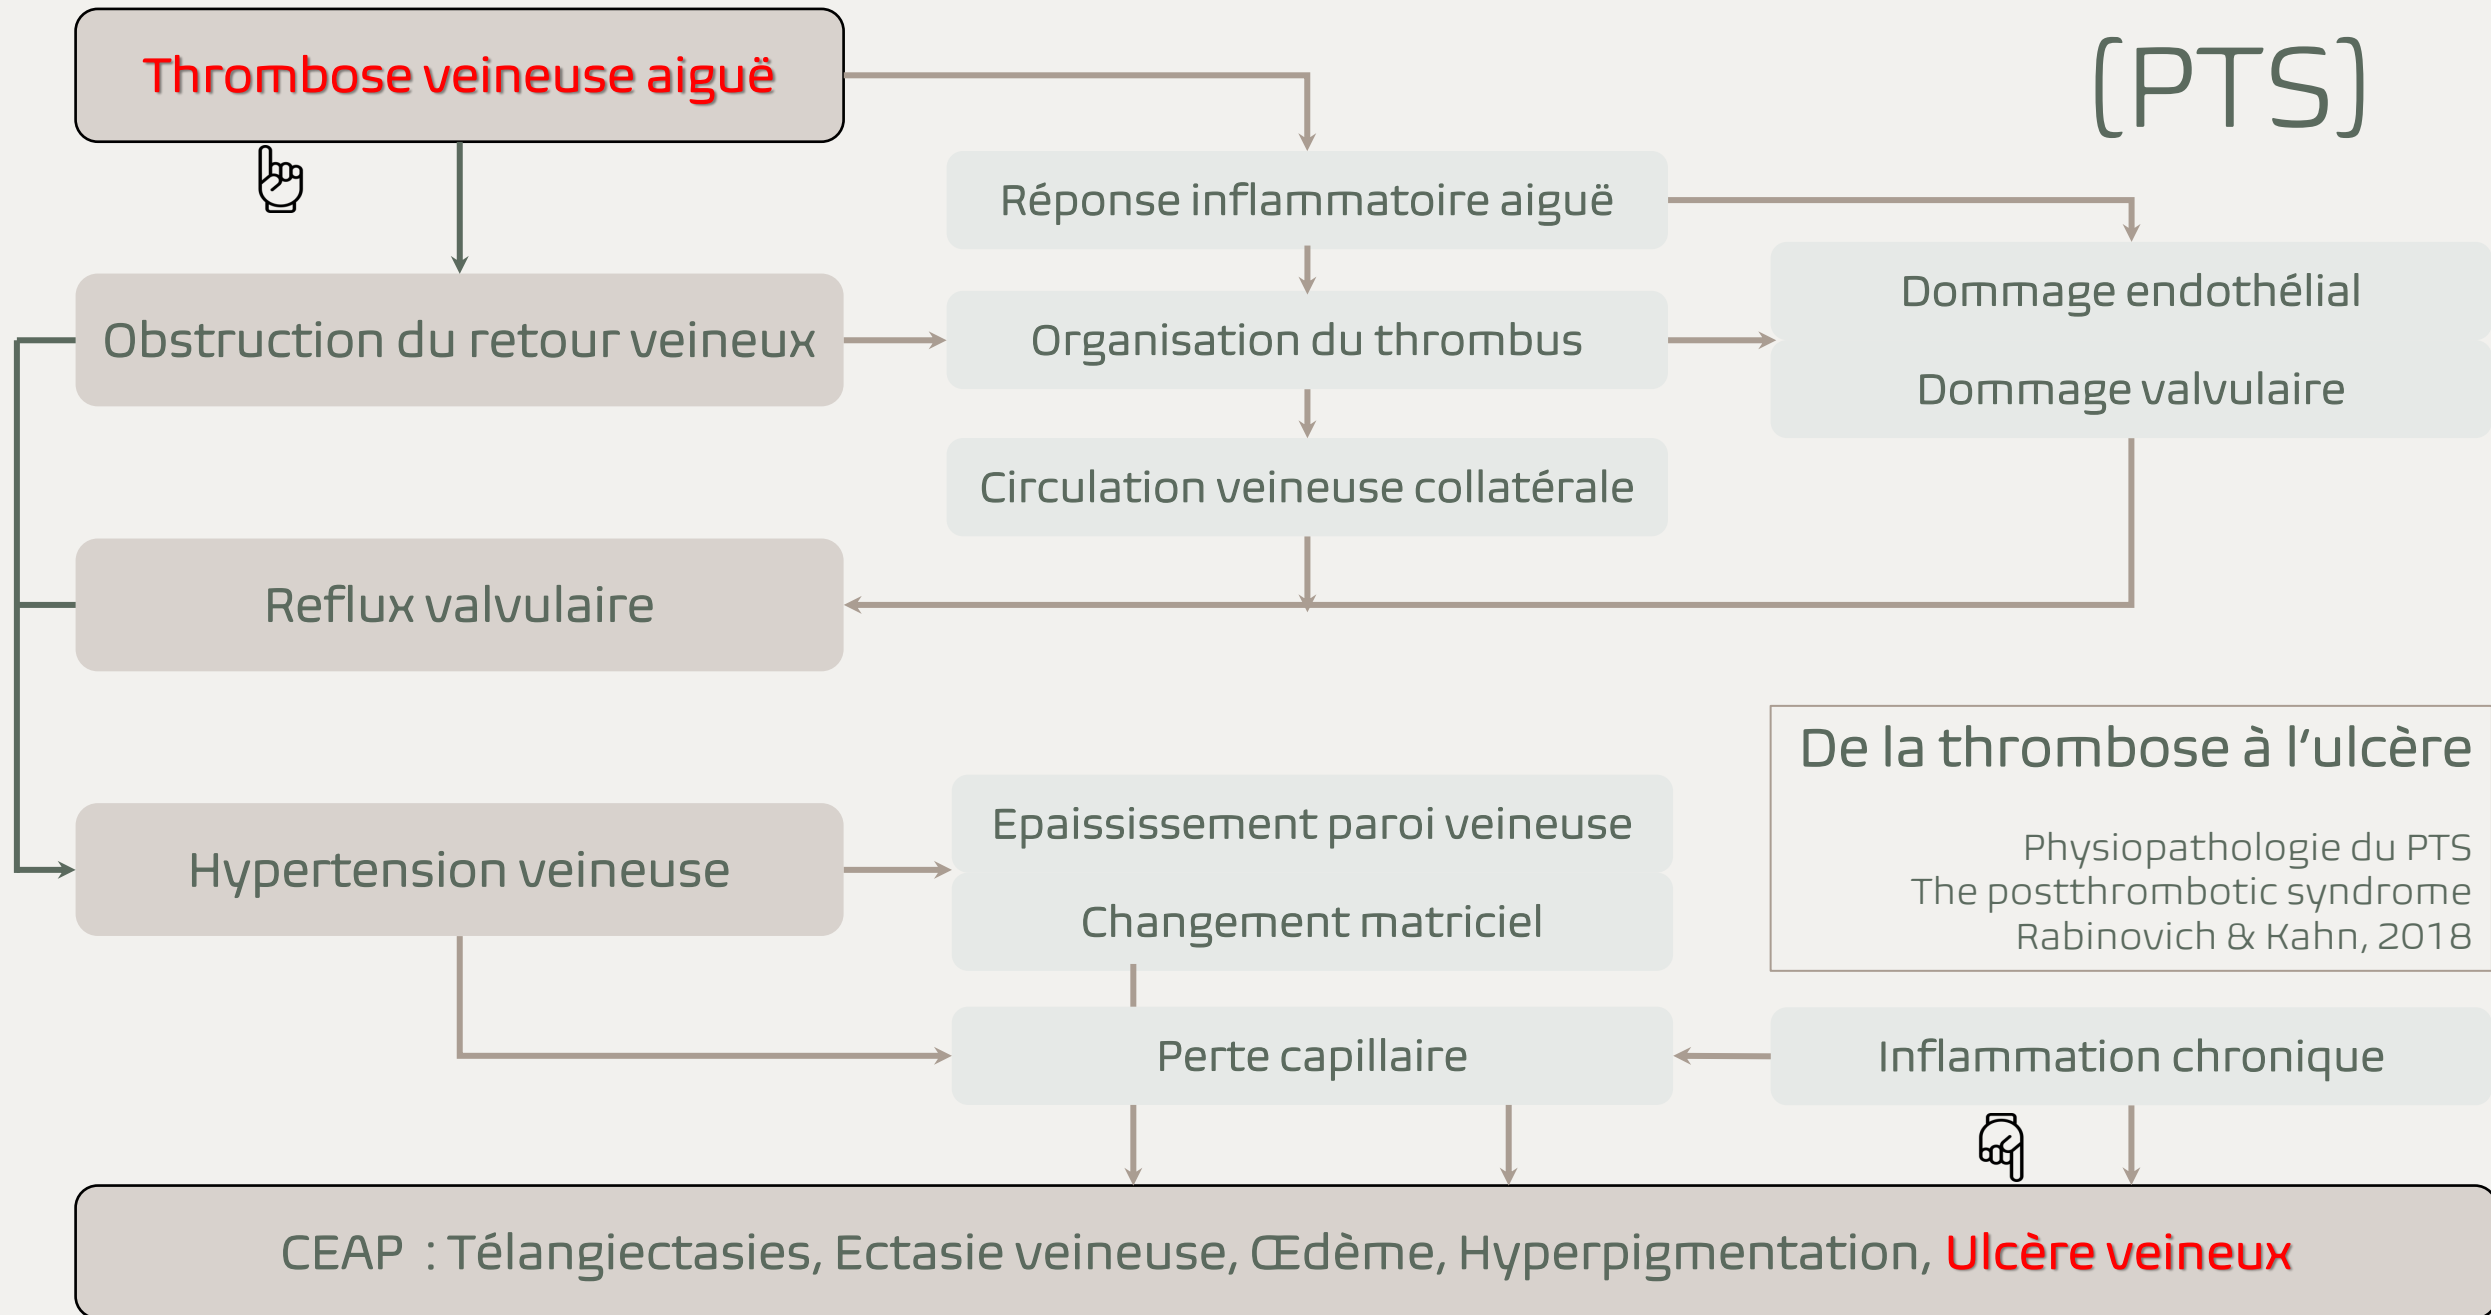 Thrombose veineuse aiguë
(PTS)
Réponse inflammatoire aiguë
Dommage endothélial
Obstruction du retour veineux
Organisation du thrombus
Dommage valvulaire
Circulation veineuse collatérale
Reflux valvulaire
De la thrombose à l'ulcère
Physiopathologie du PTS
The postthrombotic syndrome
Rabinovich & Kahn, 2018
Epaississement paroi veineuse
Hypertension veineuse
Changement matriciel
Perte capillaire
Inflammation chronique
CEAP : Télangiectasies, Ectasie veineuse, Œdème, Hyperpigmentation, Ulcère veineux